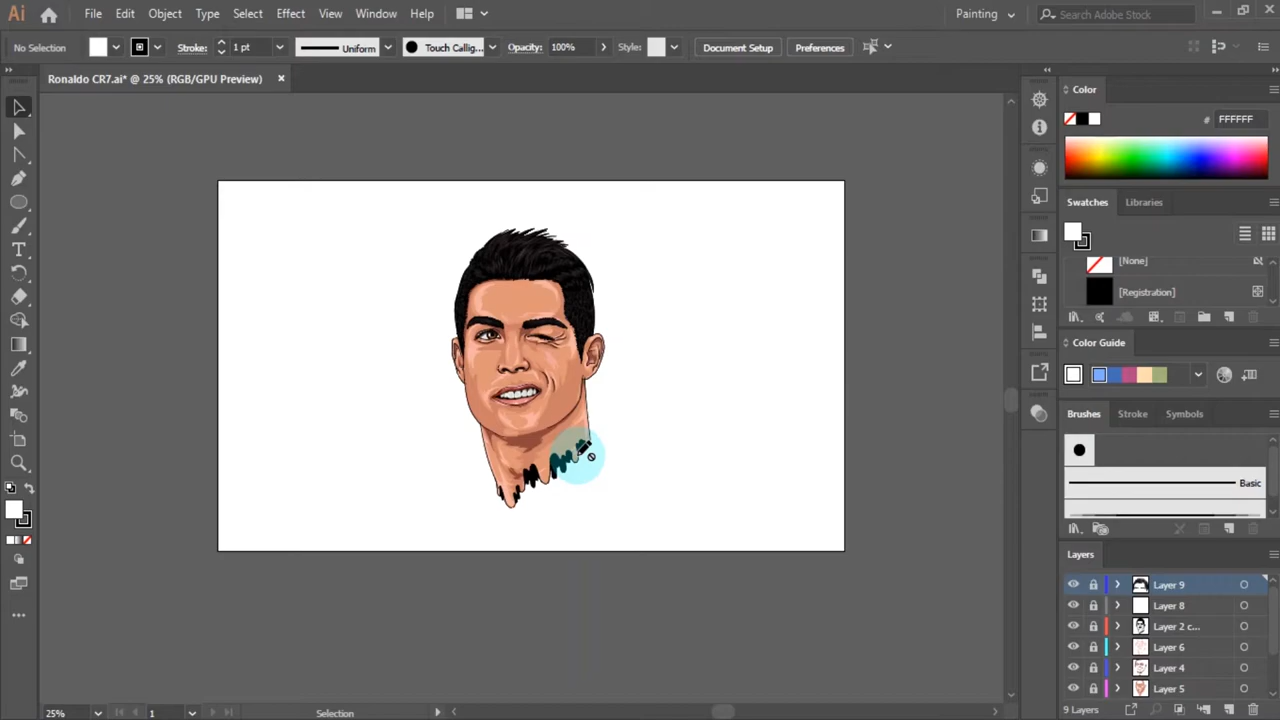 Ai File Edit Object Type Select Effect View Window Help Painting Search Adobe Stock
No Selection Stroke: 1 pt Uniform Touch Callig... Opacity: 100% Style: Document Setup Preferences
Ronaldo CR7.ai* @ 25% (RGB/GPU Preview)
Color
# FFFFFF
Swatches Libraries
[None]
[Registration]
Color Guide
Brushes Stroke Symbols
Basic
Layers
Layer 9
Layer 8
Layer 2 c...
Layer 6
Layer 4
Layer 5
25% 1 Selection 9 Layers